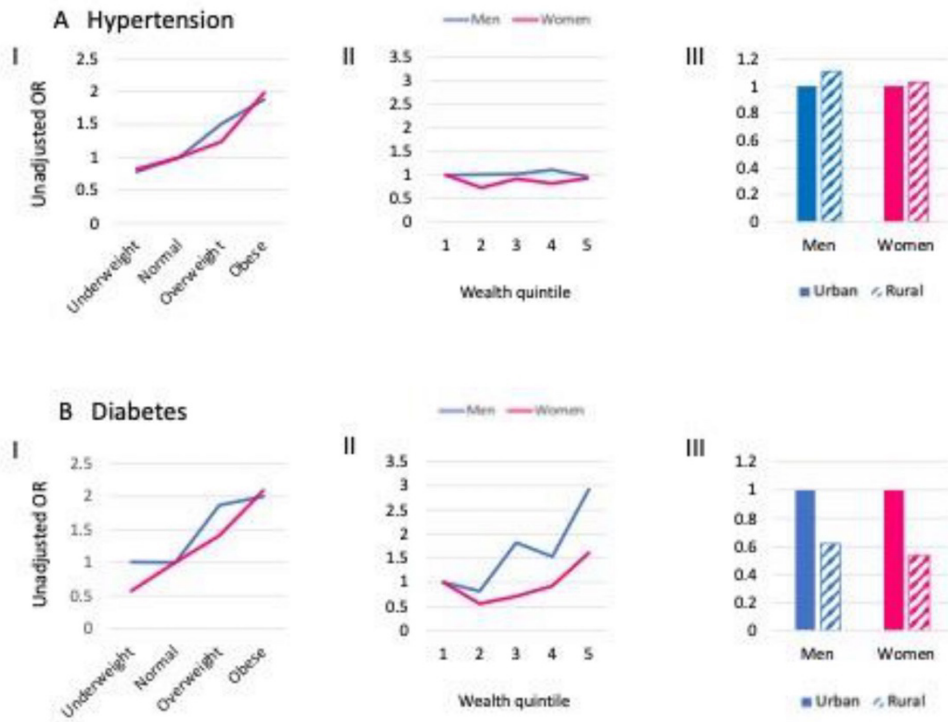 A Hypertension
Men Women
I
Unadjusted OR
2.5
2
1.5
1
0.5
0
Underweight
Normal
Overweight
Obese
II
3.5
3
2.5
2
1.5
1
0.5
0
1 2 3 4 5
Wealth quintile
III
1.2
1
0.8
0.6
0.4
0.2
0
Men Women
Urban Rural
B Diabetes
Men Women
I
Unadjusted OR
2.5
2
1.5
1
0.5
0
Underweight
Normal
Overweight
Obese
II
3.5
3
2.5
2
1.5
1
0.5
0
1 2 3 4 5
Wealth quintile
III
1.2
1
0.8
0.6
0.4
0.2
0
Men Women
Urban Rural